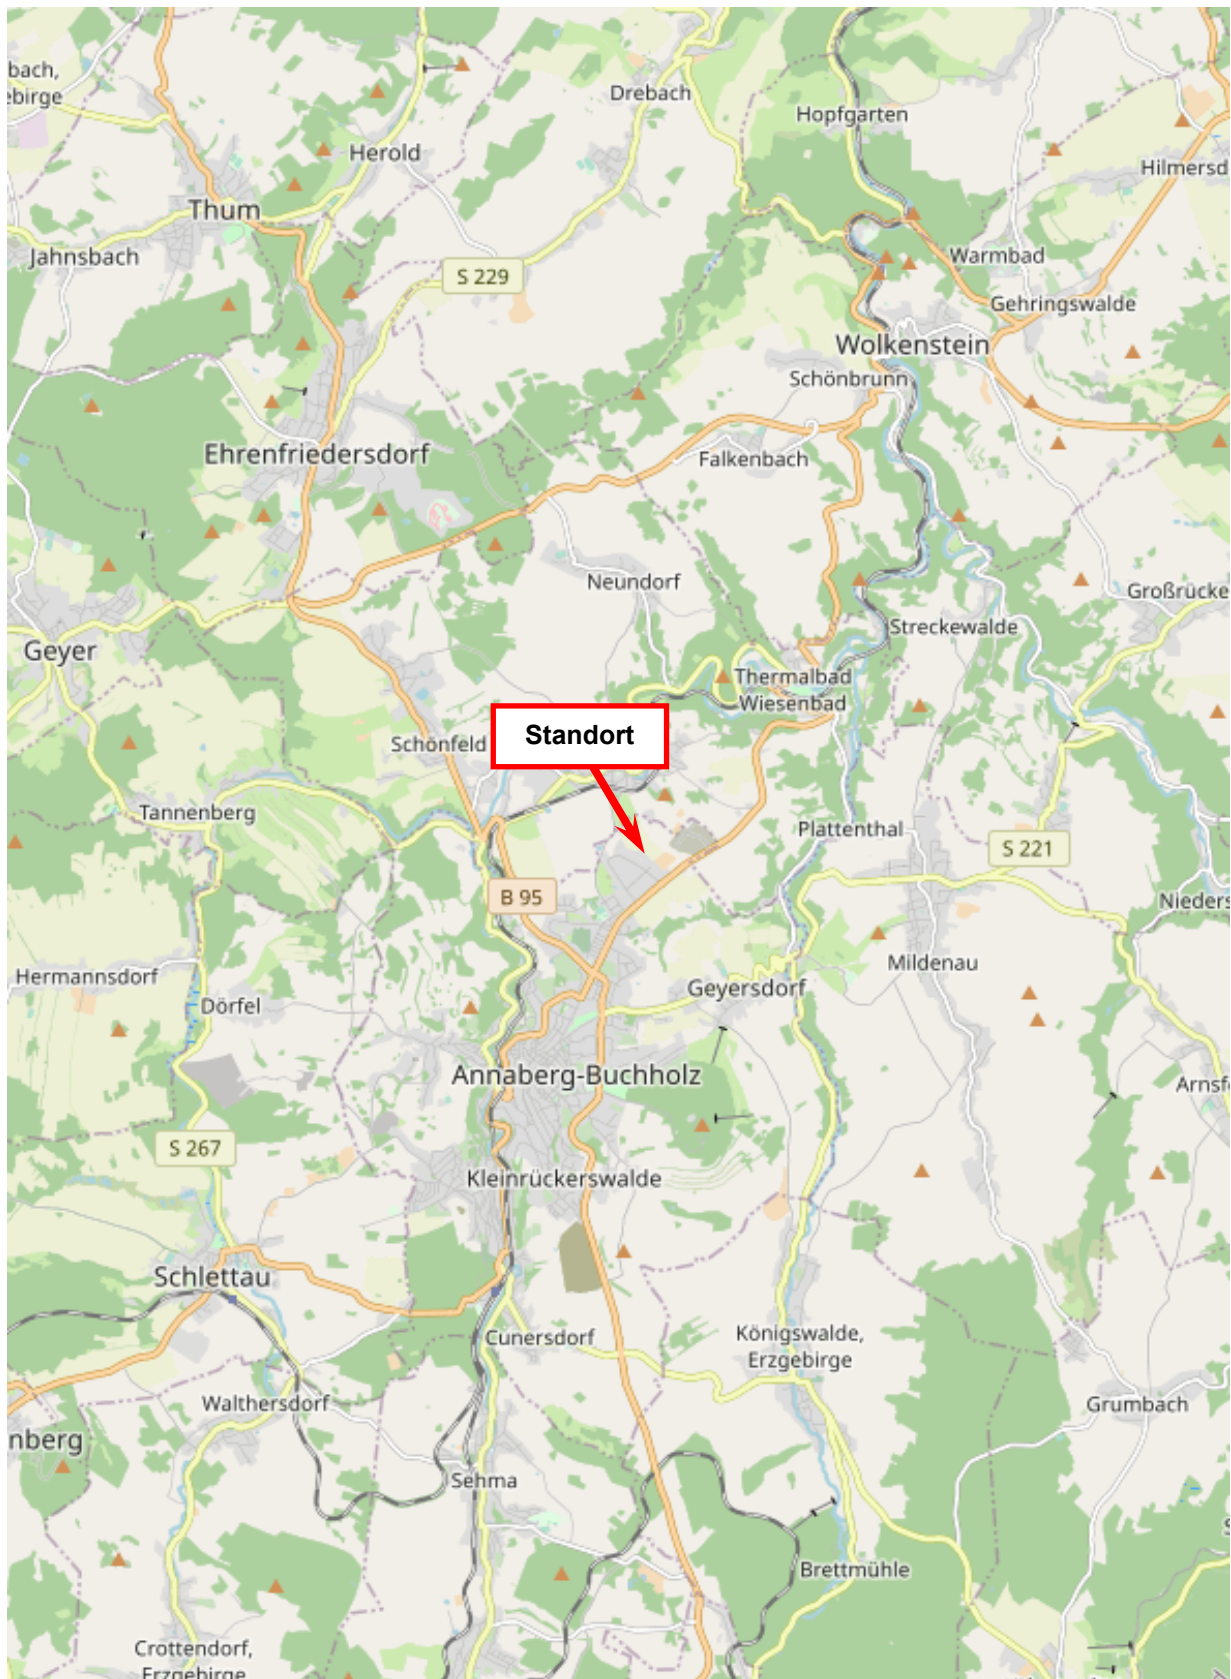 bach,
ebirge
Drebach
Hopfgarten
Herold
Hilmersd
Thum
Jahnsbach
Warmbad
S 229
Gehringswalde
Wolkenstein
Schönbrunn
Ehrenfriedersdorf
Falkenbach
Neundorf
Großrücke
Streckewalde
Geyer
Thermalbad
Wiesenbad
Standort
Schönfeld
Tannenberg
Plattenthal
S 221
B 95
Nieders
Hermannsdorf
Mildenau
Geyersdorf
Dörfel
Annaberg-Buchholz
Arnsfe
S 267
Kleinrückerswalde
Schlettau
Cunersdorf
Königswalde,
Erzgebirge
Walthersdorf
Grumbach
nberg
Sehma
S
Brettmühle
Crottendorf,
Erzgebirge